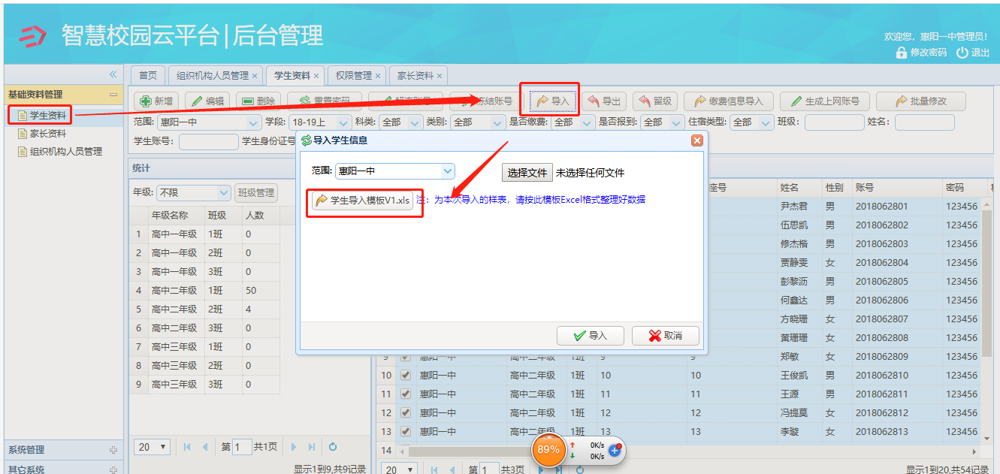 智慧校园云平台|后台管理
欢迎您, 惠阳一中管理员!
修改密码 退出
首页 组织机构人员管理 × 学生资料 × 权限管理 × 家长资料 ×
基础资料管理
学生资料
家长资料
组织机构人员管理
新增 编辑 删除 重置密码 解冻账号 冻结账号 导入 导出 留级 缴费信息导入 生成上网账号 批量修改
范围: 惠阳一中 学段: 18-19上 科类: 全部 类别: 全部 是否缴费: 全部 是否报到: 全部 住宿类型: 全部 班级: 姓名:
学生账号: 学生身份证号
导入学生信息
范围: 惠阳一中 选择文件 未选择任何文件
学生导入模板V1.xls 注: 为本次导入的样表, 请按此模板Excel格式整理好数据
导入 取消
统计
年级: 不限 班级管理
年级名称 班级 人数
1 高中一年级 1班 0
2 高中一年级 2班 0
3 高中一年级 3班 0
4 高中二年级 1班 50
5 高中二年级 2班 4
6 高中二年级 3班 0
7 高中三年级 1班 0
8 高中三年级 2班 0
9 高中三年级 3班 0
20 第 1 共1页
显示1到9,共9记录
座号 姓名 性别 账号 密码
尹杰君 男 2018062801 123456
伍思凯 男 2018062802 123456
修杰楷 男 2018062803 123456
贾静雯 女 2018062804 123456
彭黎沥 男 2018062805 123456
何鑫达 男 2018062806 123456
方晓珊 女 2018062807 123456
黄珊珊 女 2018062808 123456
9 惠阳一中 高中二年级 1班 9 9 郑敏 女 2018062809 123456
10 惠阳一中 高中二年级 1班 10 10 王俊凯 男 2018062810 123456
11 惠阳一中 高中二年级 1班 11 11 王源 男 2018062811 123456
12 惠阳一中 高中二年级 1班 12 12 冯提莫 女 2018062812 123456
13 惠阳一中 高中二年级 1班 13 13 李璇 女 2018062813 123456
14
20 第 1 共3页
显示1到20,共54记录
89% 0K/s
0K/s
系统管理
其它系统